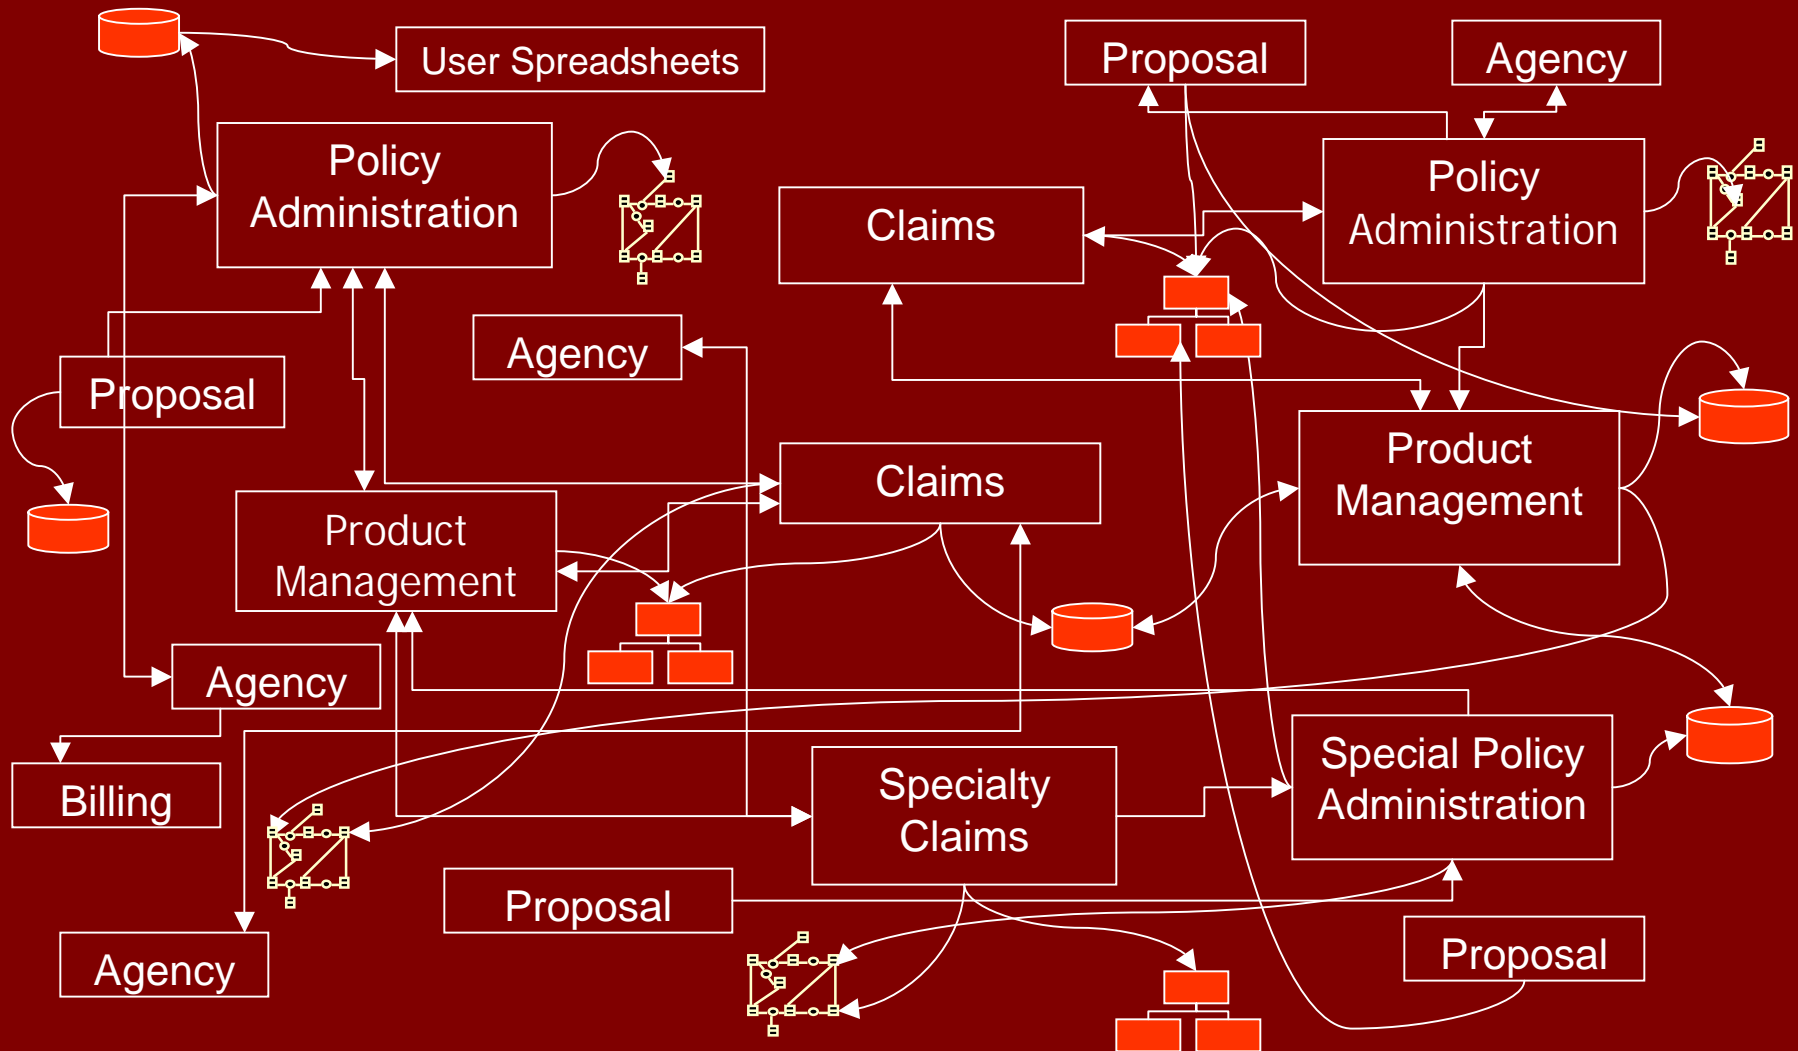 User Spreadsheets
Proposal
Agency
Policy
Administration
Policy
Administration
Claims
Agency
Proposal
Product
Management
Claims
Product
Management
Agency
Billing
Specialty
Claims
Special Policy
Administration
Proposal
Proposal
Agency